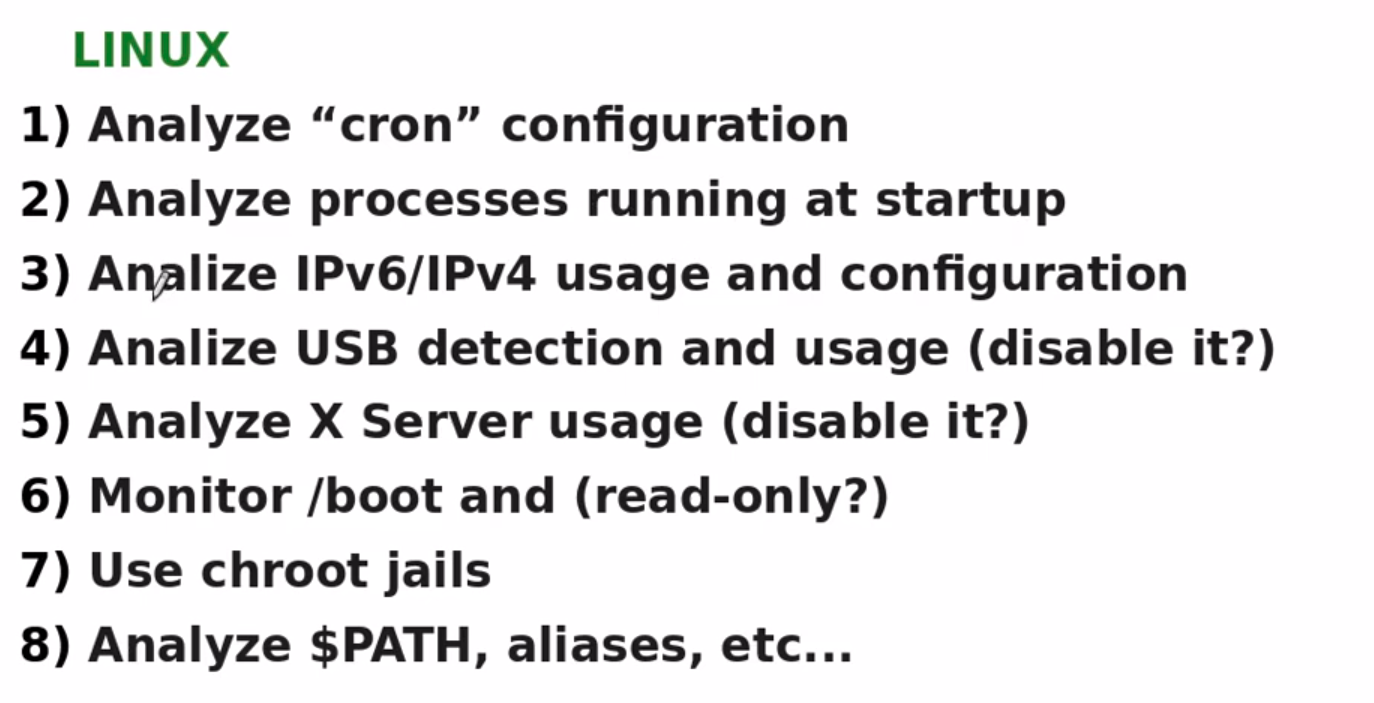 LINUX
1) Analyze “cron” configuration
2) Analyze processes running at startup
3) Analize IPv6/IPv4 usage and configuration
4) Analize USB detection and usage (disable it?)
5) Analyze X Server usage (disable it?)
6) Monitor /boot and (read-only?)
7) Use chroot jails
8) Analyze $PATH, aliases, etc...